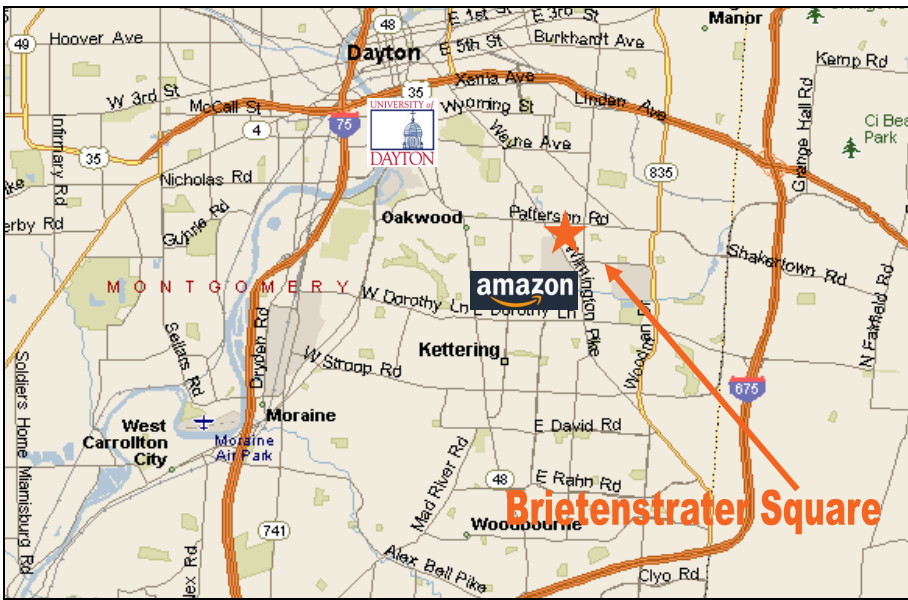 Manor
48
E 1st St
E 3rd St
49
Hoover Ave
E 5th St
Burkhardt Ave
Dayton
Kemp Rd
Xenia Ave
W 3rd St
McCall St
35
Linden Ave
Wyoming St
UNIVERSITY of
DAYTON
75
4
Wayne Ave
Grange Hall Rd
Park
Infirmary Rd
35
835
Nicholas Rd
erby Rd
Guthrie Rd
Oakwood
Patterson Rd
Shakertown Rd
MONTGOMERY
amazon
Wilmington Pike
W Dorothy Ln
E Dorothy Ln
N Fairfield Rd
Sellars Rd
Dryden Rd
Kettering
Woodman Dr
W Stroop Rd
675
Soldiers Home Miamisburg Rd
West
Carrollton
City
Moraine
Moraine
Air Park
E David Rd
Mad River Rd
48
E Rahn Rd
Brietenstrater Square
741
Woodbourne
lex Rd
Alex Bell Pike
Clyo Rd